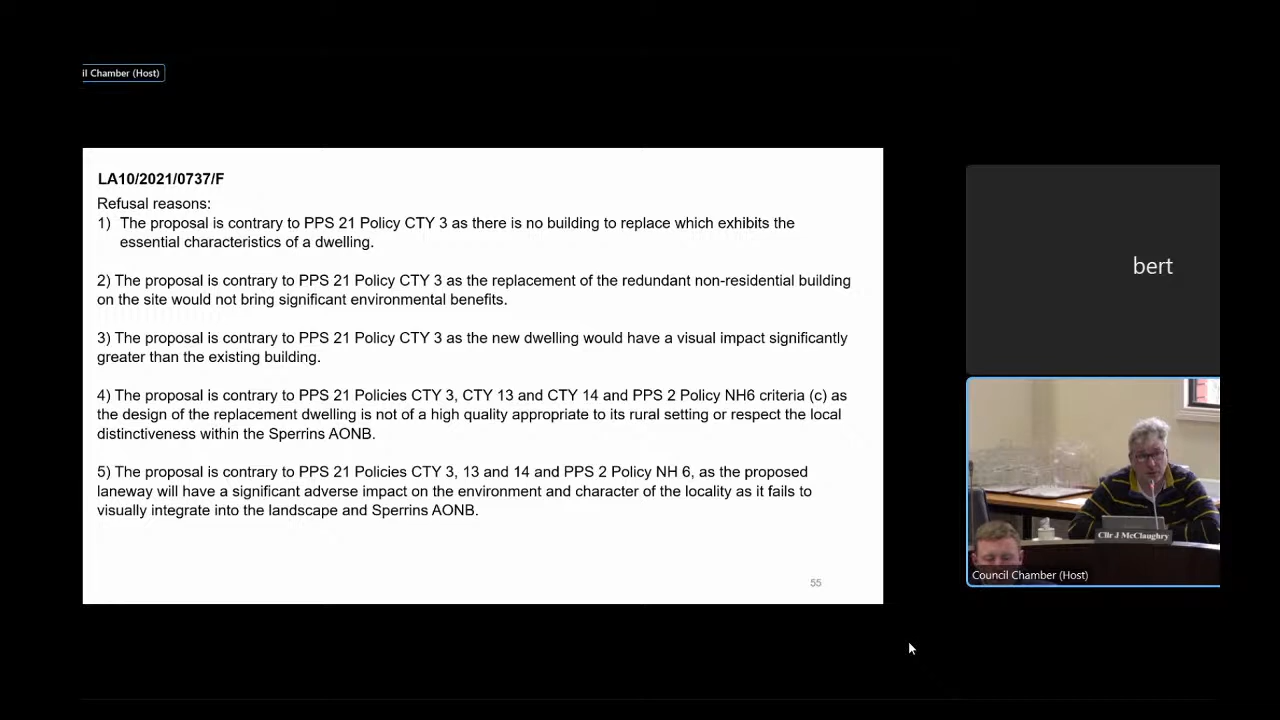 il Chamber (Host)
LA10/2021/0737/F
Refusal reasons:
1) The proposal is contrary to PPS 21 Policy CTY 3 as there is no building to replace which exhibits the
essential characteristics of a dwelling.
2) The proposal is contrary to PPS 21 Policy CTY 3 as the replacement of the redundant non-residential building
on the site would not bring significant environmental benefits.
3) The proposal is contrary to PPS 21 Policy CTY 3 as the new dwelling would have a visual impact significantly
greater than the existing building.
4) The proposal is contrary to PPS 21 Policies CTY 3, CTY 13 and CTY 14 and PPS 2 Policy NH6 criteria (c) as
the design of the replacement dwelling is not of a high quality appropriate to its rural setting or respect the local
distinctiveness within the Sperrins AONB.
5) The proposal is contrary to PPS 21 Policies CTY 3, 13 and 14 and PPS 2 Policy NH 6, as the proposed
laneway will have a significant adverse impact on the environment and character of the locality as it fails to
visually integrate into the landscape and Sperrins AONB.
55
bert
Cllr J McClaughry
Council Chamber (Host)